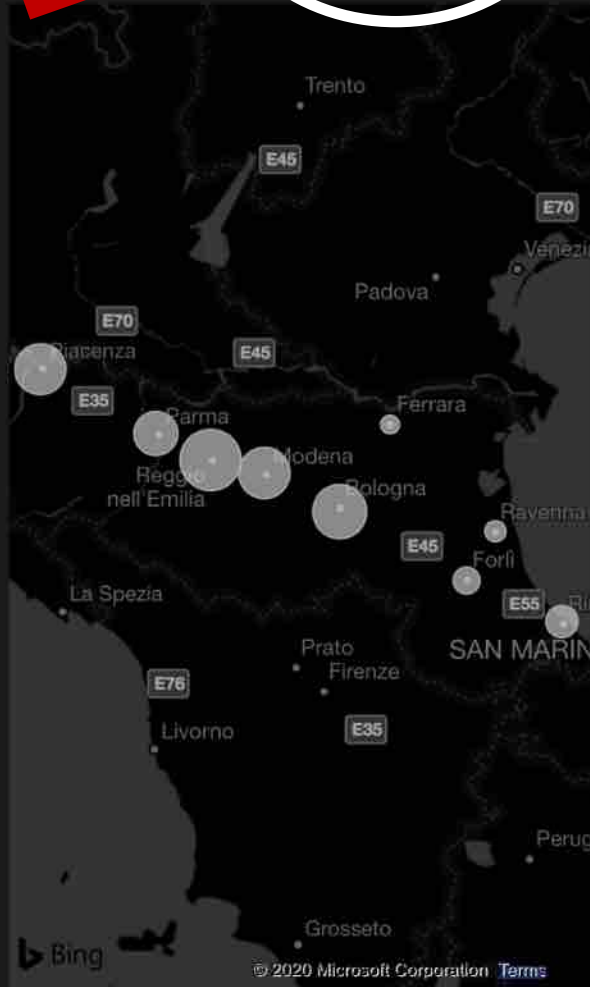 Trento
E45
E70
Venezi
Padova
E70
Piacenza
E45
E35
Ferrara
Parma
Modena
Reggio
nell'Emilia
Bologna
Ravenna
E45
Forlì
La Spezia
E55
Ri
Prato
SAN MARIN
Firenze
E76
E35
Livorno
Perug
Grosseto
Bing
© 2020 Microsoft Corporation Terms